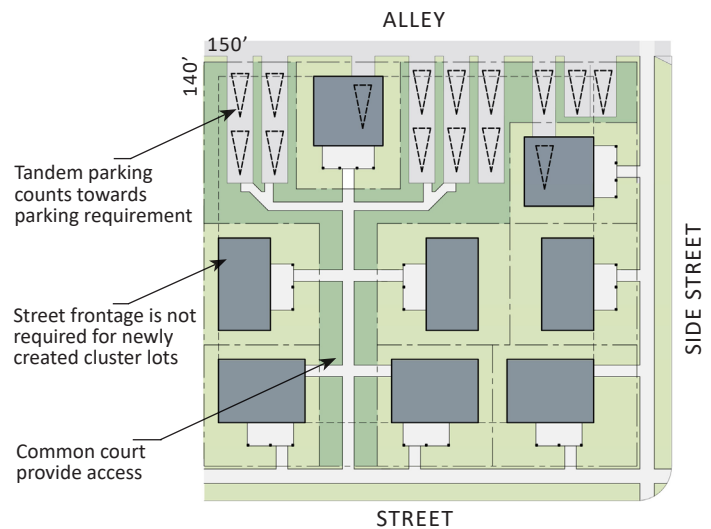 ALLEY
150’
140’
Tandem parking
counts towards
parking requirement
Street frontage is not
required for newly
created cluster lots
Common court
provide access
SIDE STREET
STREET